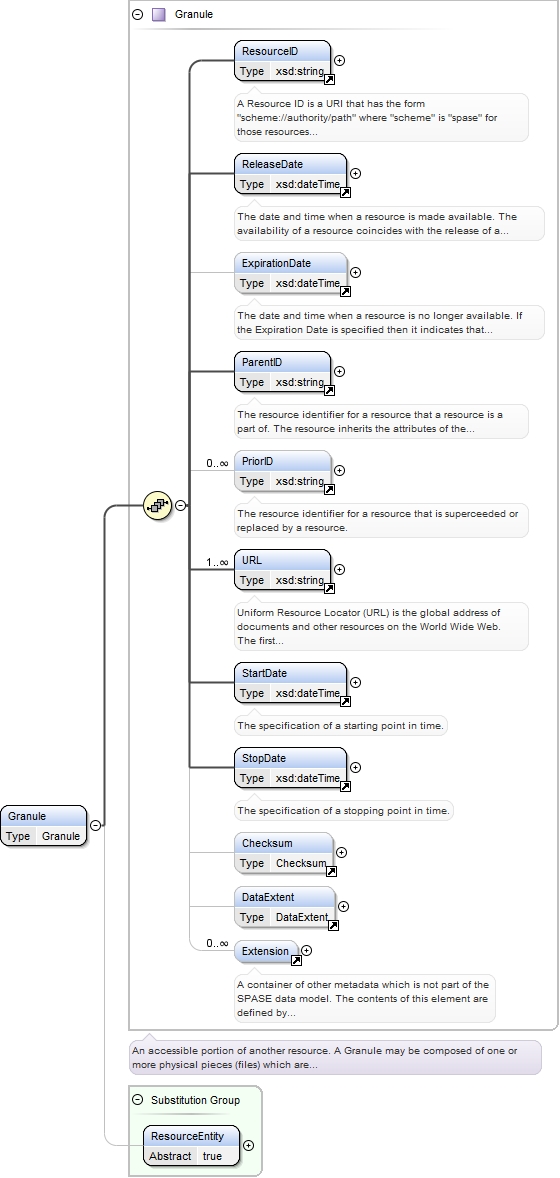 Granule
ResourceID
Type xsd:string
A Resource ID is a URI that has the form
"scheme://authority/path" where "scheme" is "spase" for
those resources...
ReleaseDate
Type xsd:dateTime
The date and time when a resource is made available. The
availability of a resource coincides with the release of a...
ExpirationDate
Type xsd:dateTime
The date and time when a resource is no longer available. If
the Expiration Date is specified then it indicates that...
ParentID
Type xsd:string
The resource identifier for a resource that a resource is a
part of. The resource inherits the attributes of the...
0..∞
PriorID
Type xsd:string
The resource identifier for a resource that is superceeded or
replaced by a resource.
1..∞
URL
Type xsd:string
Uniform Resource Locator (URL) is the global address of
documents and other resources on the World Wide Web.
The first...
StartDate
Type xsd:dateTime
The specification of a starting point in time.
StopDate
Type xsd:dateTime
The specification of a stopping point in time.
Granule
Type Granule
Checksum
Type Checksum
DataExtent
Type DataExtent
0..∞
Extension
A container of other metadata which is not part of the
SPASE data model. The contents of this element are
defined by...
An accessible portion of another resource. A Granule may be composed of one or
more physical pieces (files) which are...
Substitution Group
ResourceEntity
Abstract true